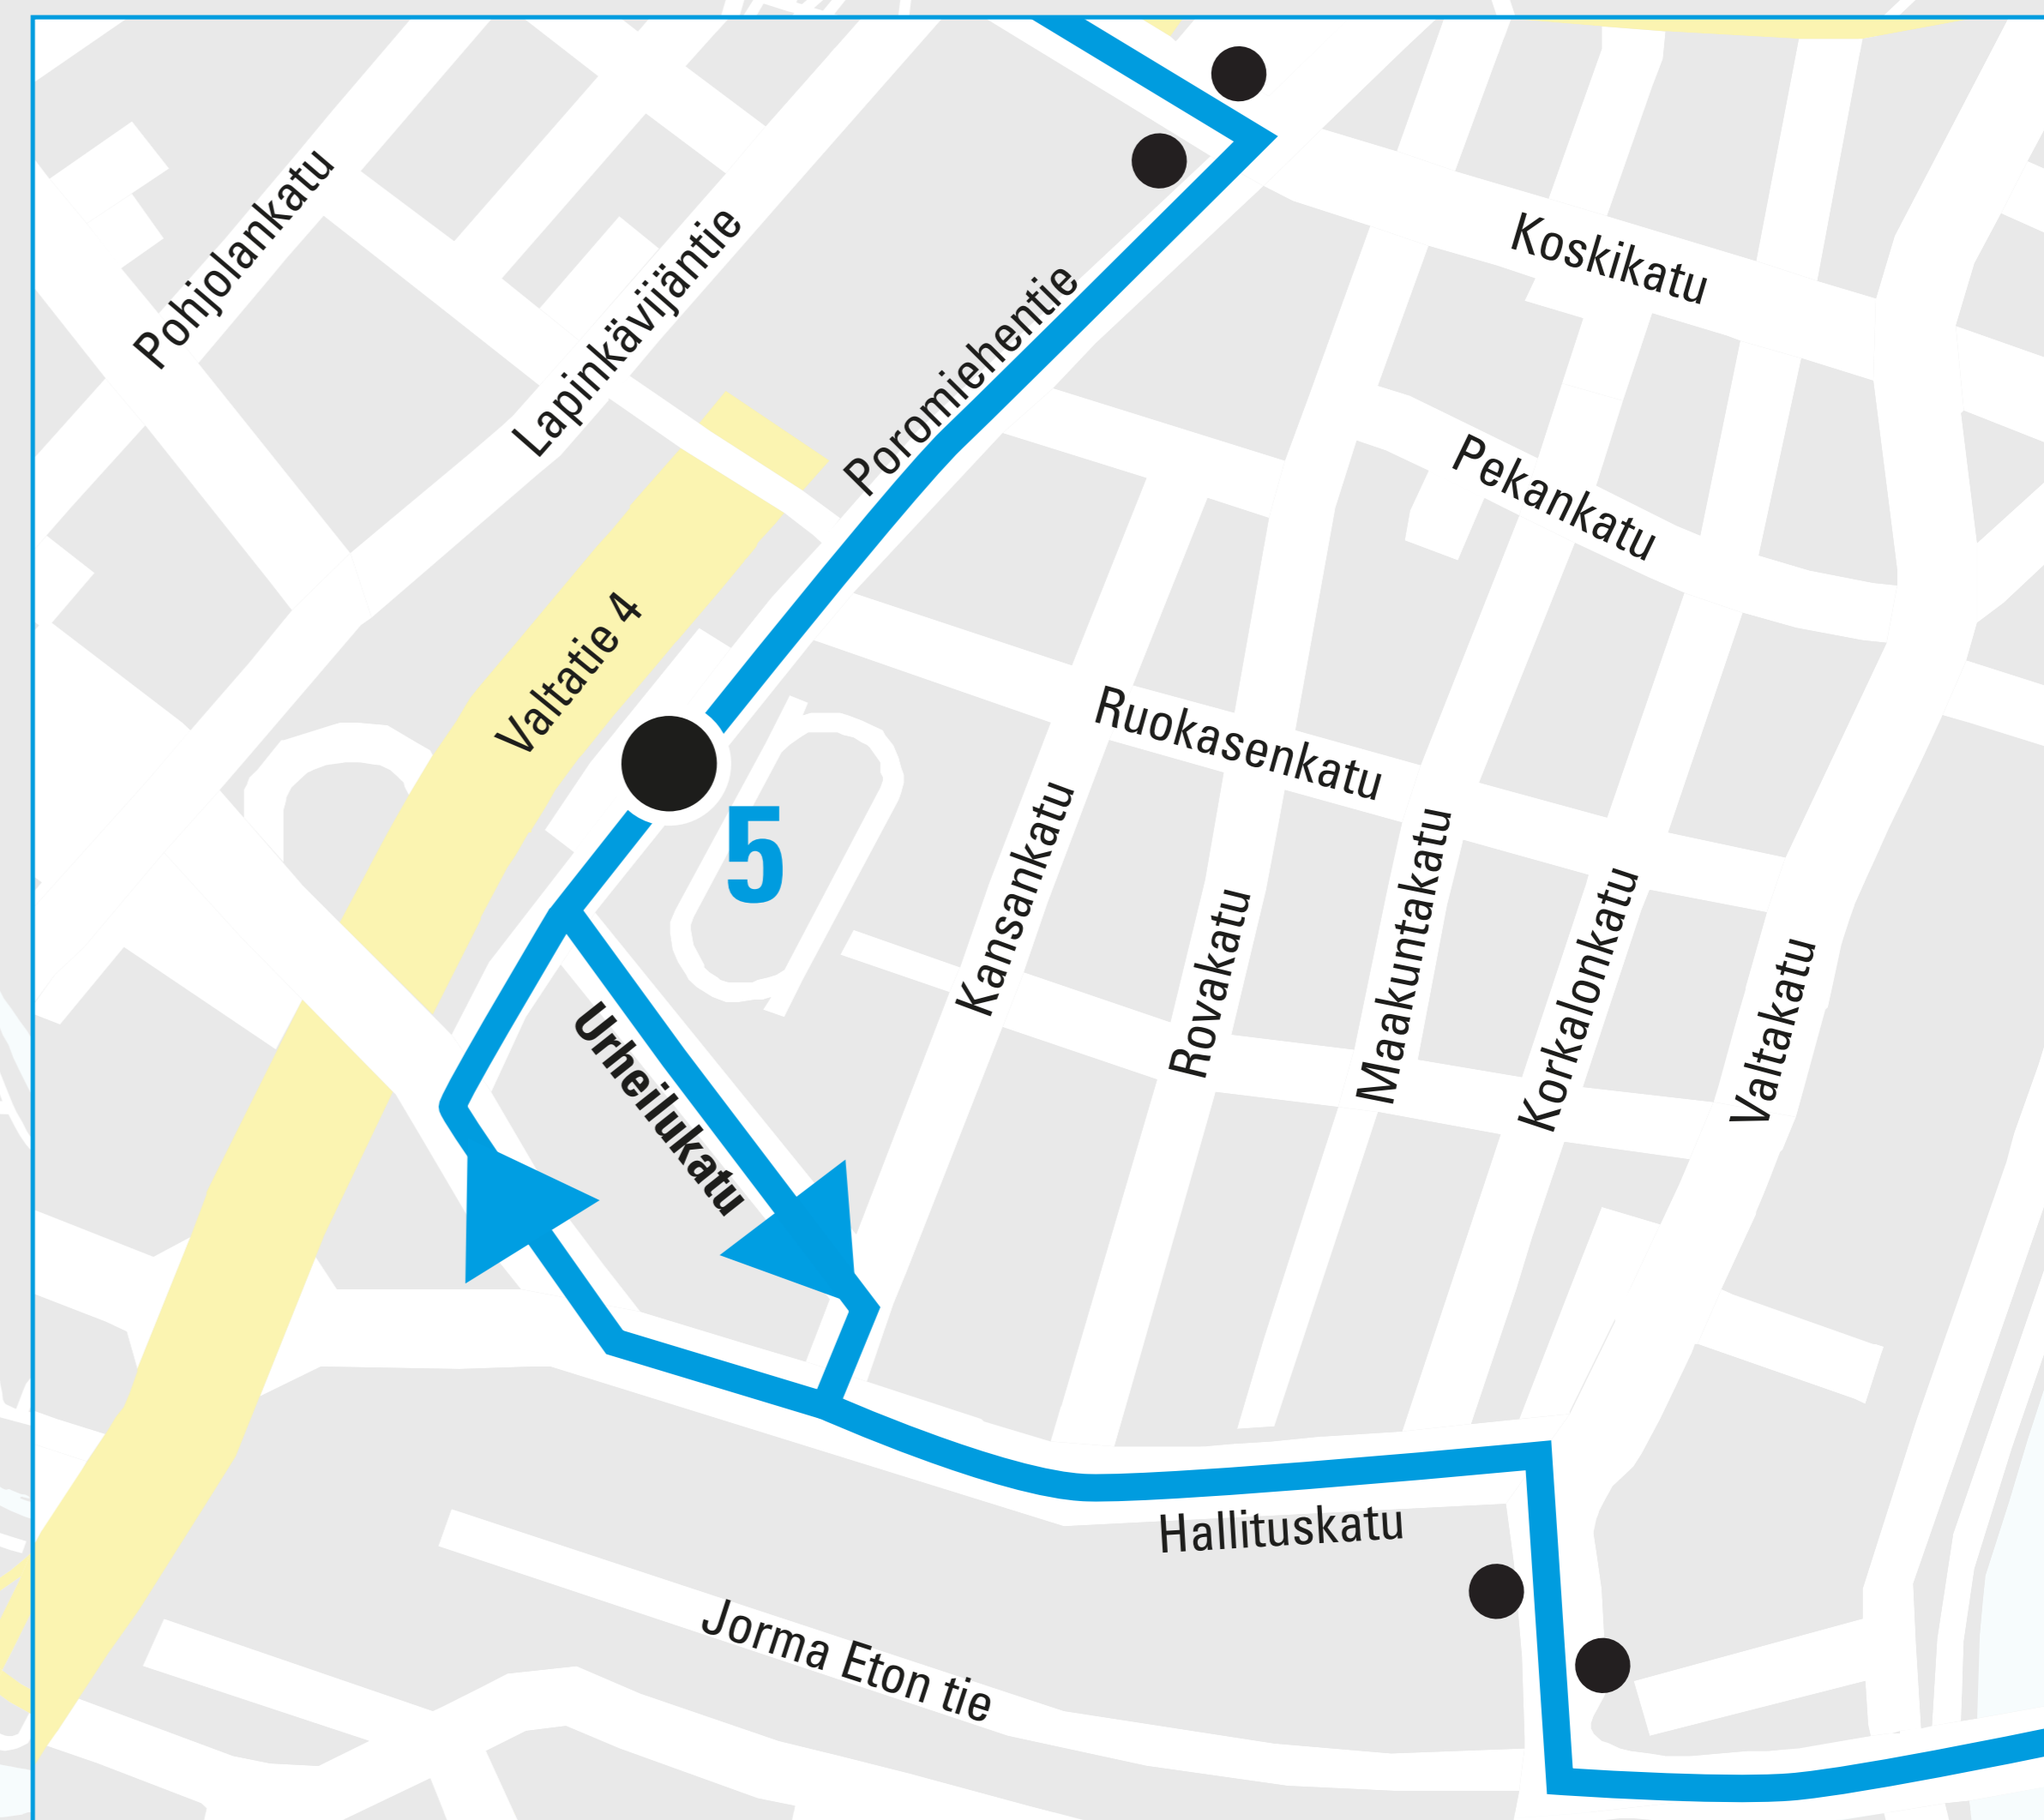 Pohjolankatu
Lapinkävijäntie
Poromiehentie
Koskikatu
Pekankatu
Valtatie 4
Ruokasenkatu
5
Kansankatu
Rovakatu
Maakuntakatu
Korkalonkatu
Valtakatu
Urheilukatu
Hallituskatu
Jorma Eton tie